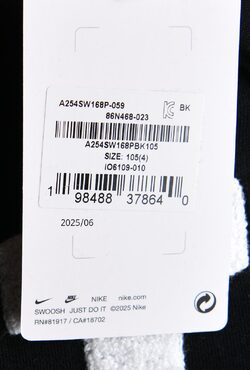 A254SW168P-059
86N468-023
BK
A254SW168PBK105
SIZE: 105(4)
IO6109-010
1 98488 37864 0
2025/06
NIKE nike.com
SWOOSH JUST DO IT ©2025 Nike
RN#81917 / CA#18702